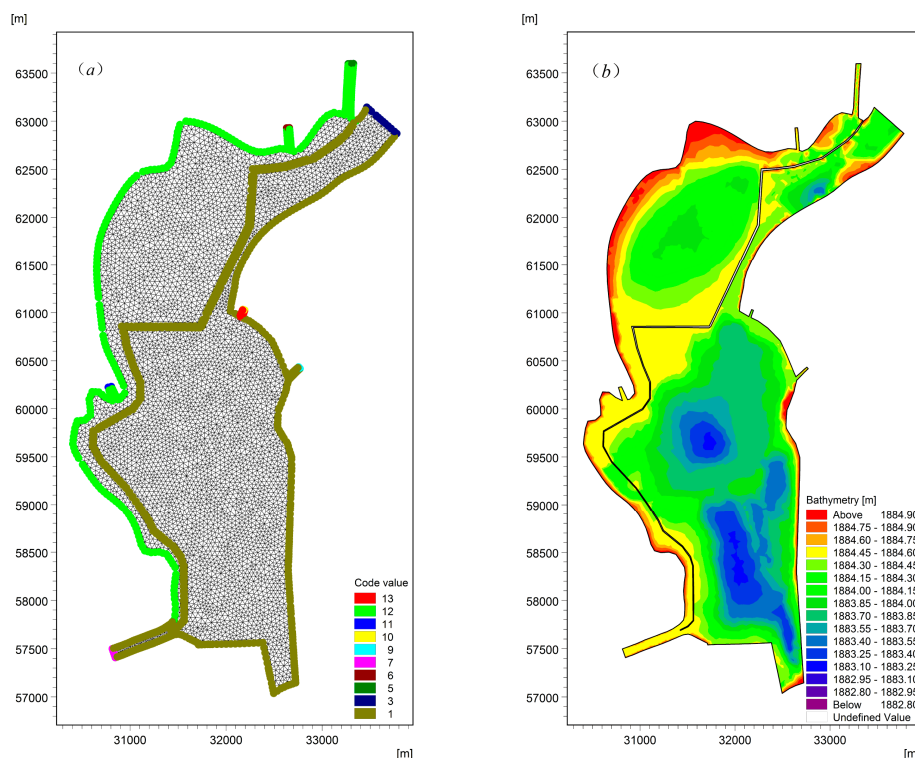 [m]
(a)
63500
63000
62500
62000
61500
61000
60500
60000
59500
59000
58500
58000
57500
57000
Code value
13
12
11
10
9
7
6
5
3
1
31000 32000 33000
[m]
[m]
(b)
63500
63000
62500
62000
61500
61000
60500
60000
59500
59000
58500
58000
57500
57000
Bathymetry [m]
Above 1884.90
1884.75 - 1884.90
1884.60 - 1884.75
1884.45 - 1884.60
1884.30 - 1884.45
1884.15 - 1884.30
1884.00 - 1884.15
1883.85 - 1884.00
1883.70 - 1883.85
1883.55 - 1883.70
1883.40 - 1883.55
1883.25 - 1883.40
1883.10 - 1883.25
1882.95 - 1883.10
1882.80 - 1882.95
Below 1882.80
Undefined Value
31000 32000 33000
[m]